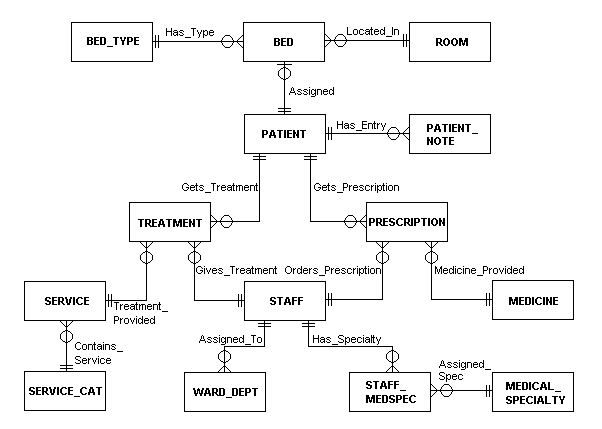 BED_TYPE
Has_Type
BED
Located_In
ROOM
Assigned
PATIENT
Has_Entry
PATIENT_
NOTE
Gets_Treatment
Gets_Prescription
TREATMENT
PRESCRIPTION
Gives_Treatment
Orders_Prescription
Medicine_Provided
SERVICE
Treatment_
Provided
STAFF
MEDICINE
Contains_
Service
Assigned_To
Has_Specialty
SERVICE_CAT
WARD_DEPT
STAFF_
MEDSPEC
Assigned_
Spec
MEDICAL_
SPECIALTY